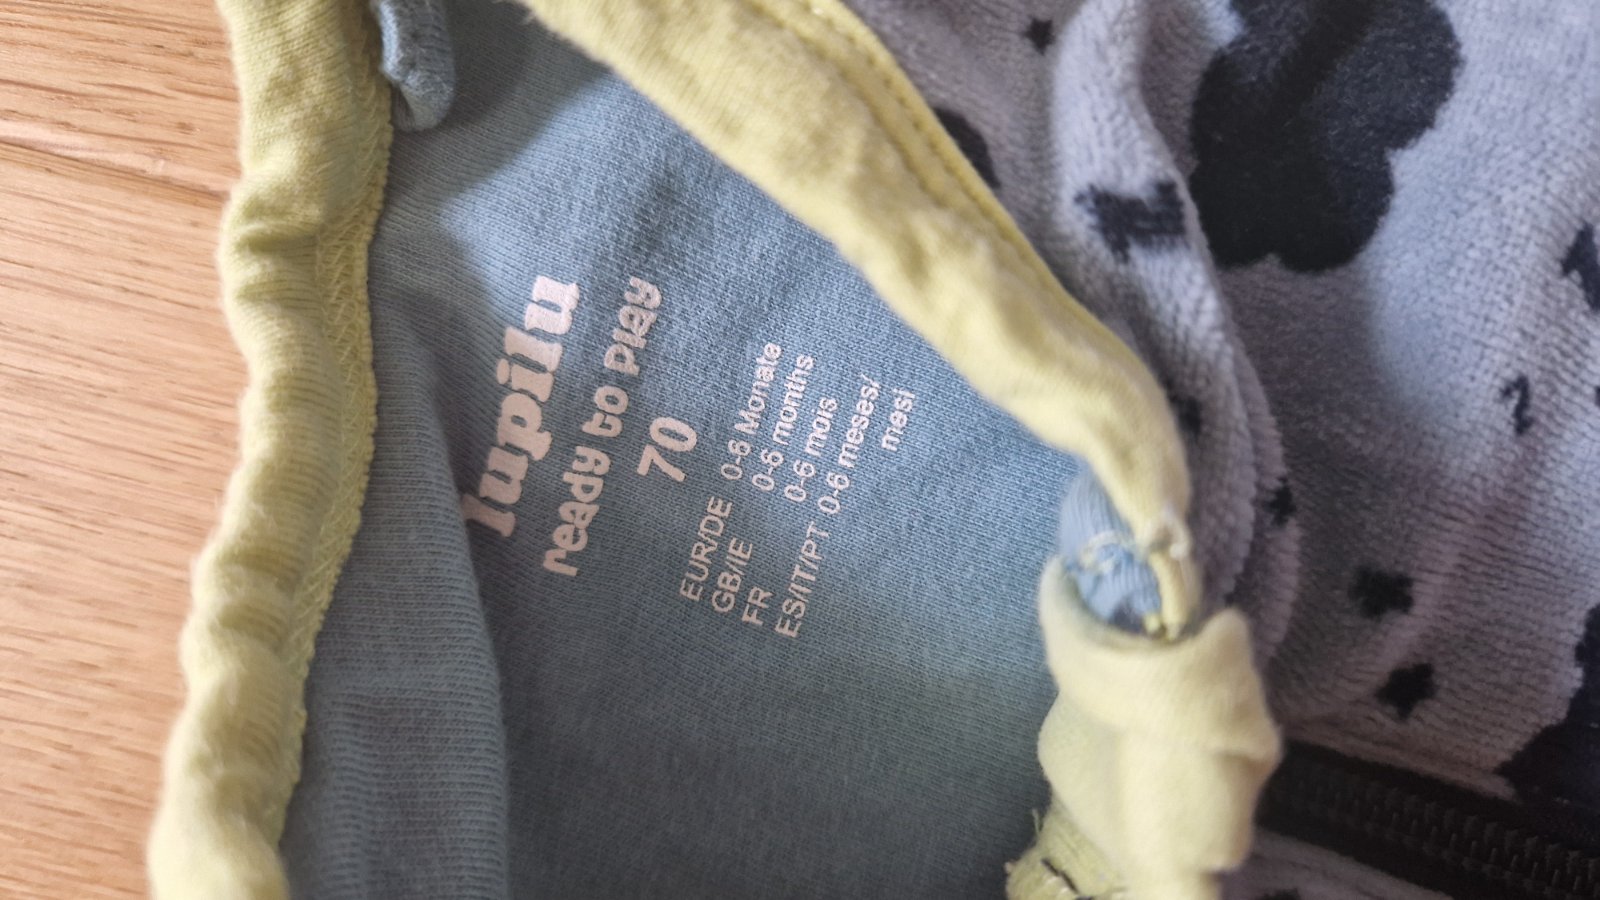 lupilu
ready to play
70
EUR/DE 0-6 Monate
GB/IE 0-6 months
FR 0-6 mois
ES/IT/PT 0-6 meses/
mesi